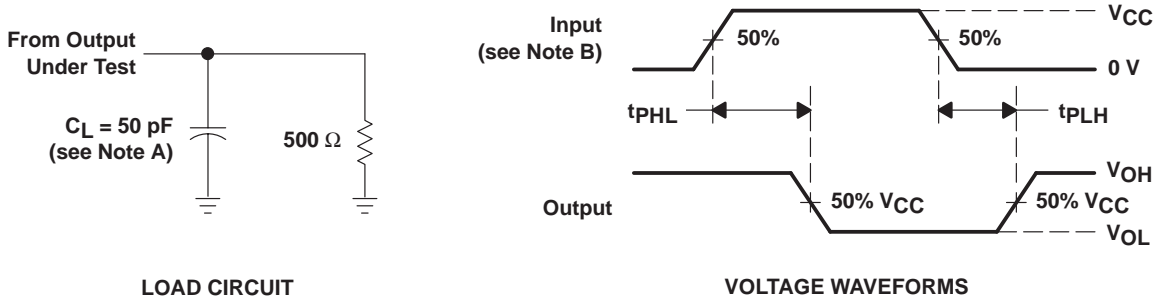 From Output
Under Test
CL = 50 pF
(see Note A)
500 Ω
LOAD CIRCUIT
Input
(see Note B)
50%
50%
VCC
0 V
tPHL
tPLH
Output
50% VCC
50% VCC
VOH
VOL
VOLTAGE WAVEFORMS